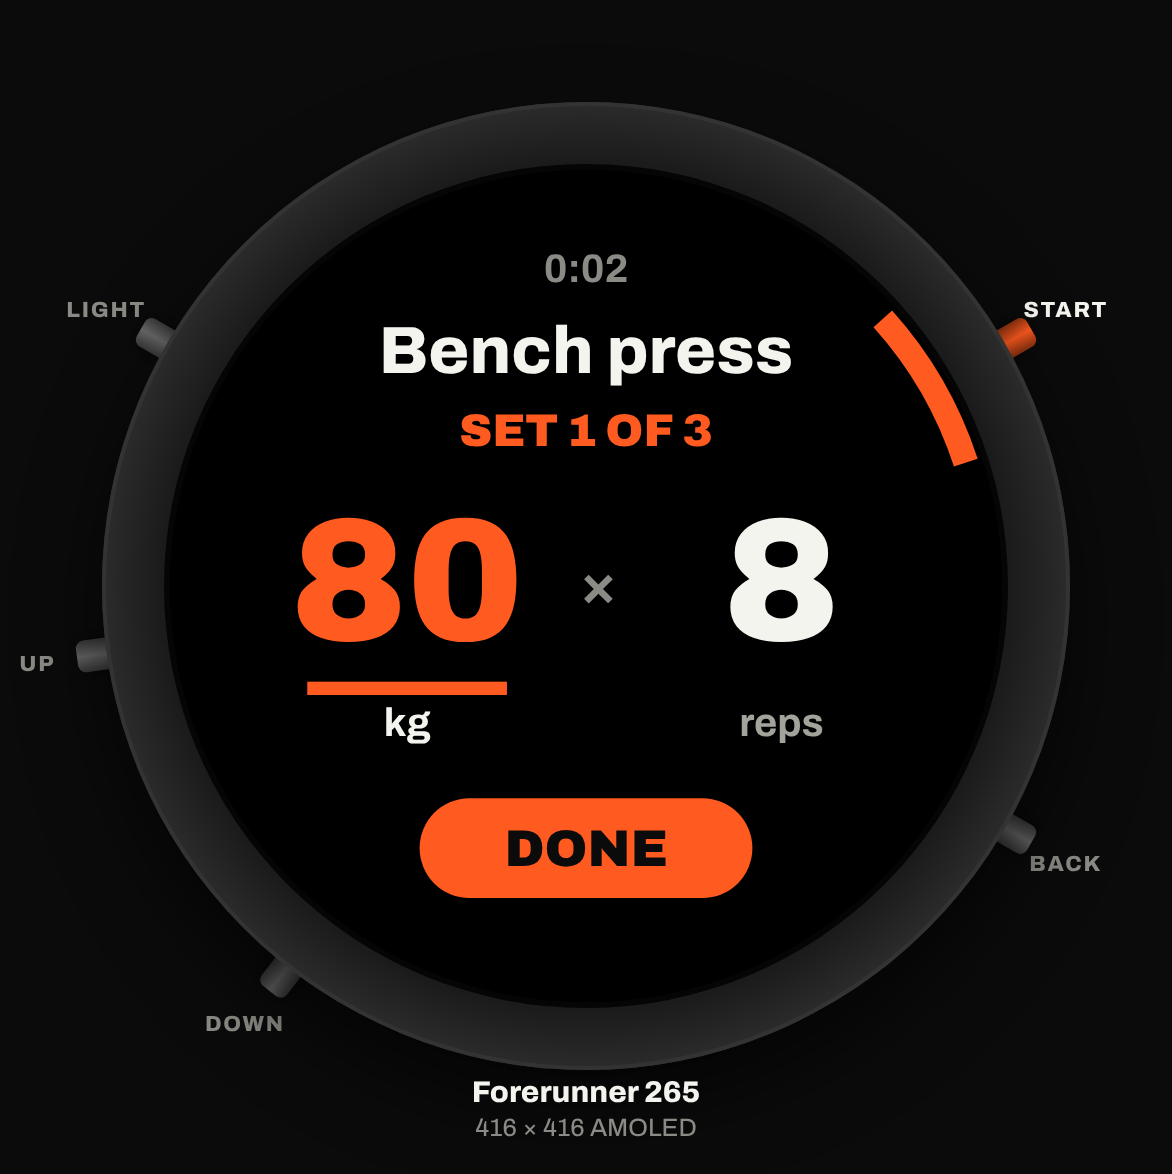 0:02
LIGHT
START
Bench press
SET 1 OF 3
80 × 8
UP
kg reps
DONE
BACK
DOWN
Forerunner 265
416 × 416 AMOLED